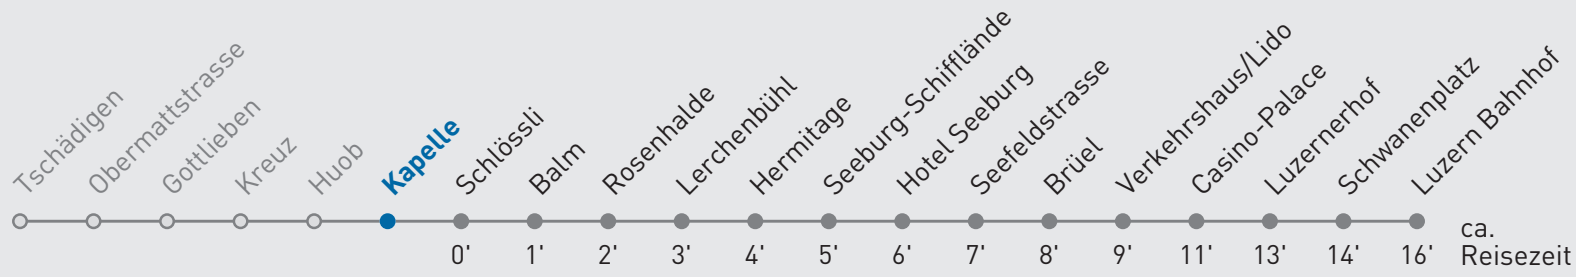 Tschädigen
Obermattstrasse
Gottlieben
Kreuz
Huob
Kapelle
Schlössli
Balm
Rosenhalde
Lerchenbühl
Hermitage
Seeburg-Schifflände
Hotel Seeburg
Seefeldstrasse
Brüel
Verkehrshaus/Lido
Casino-Palace
Luzernerhof
Schwanenplatz
Luzern Bahnhof
0' 1' 2' 3' 4' 5' 6' 7' 8' 9' 11' 13' 14' 16'
ca.
Reisezeit